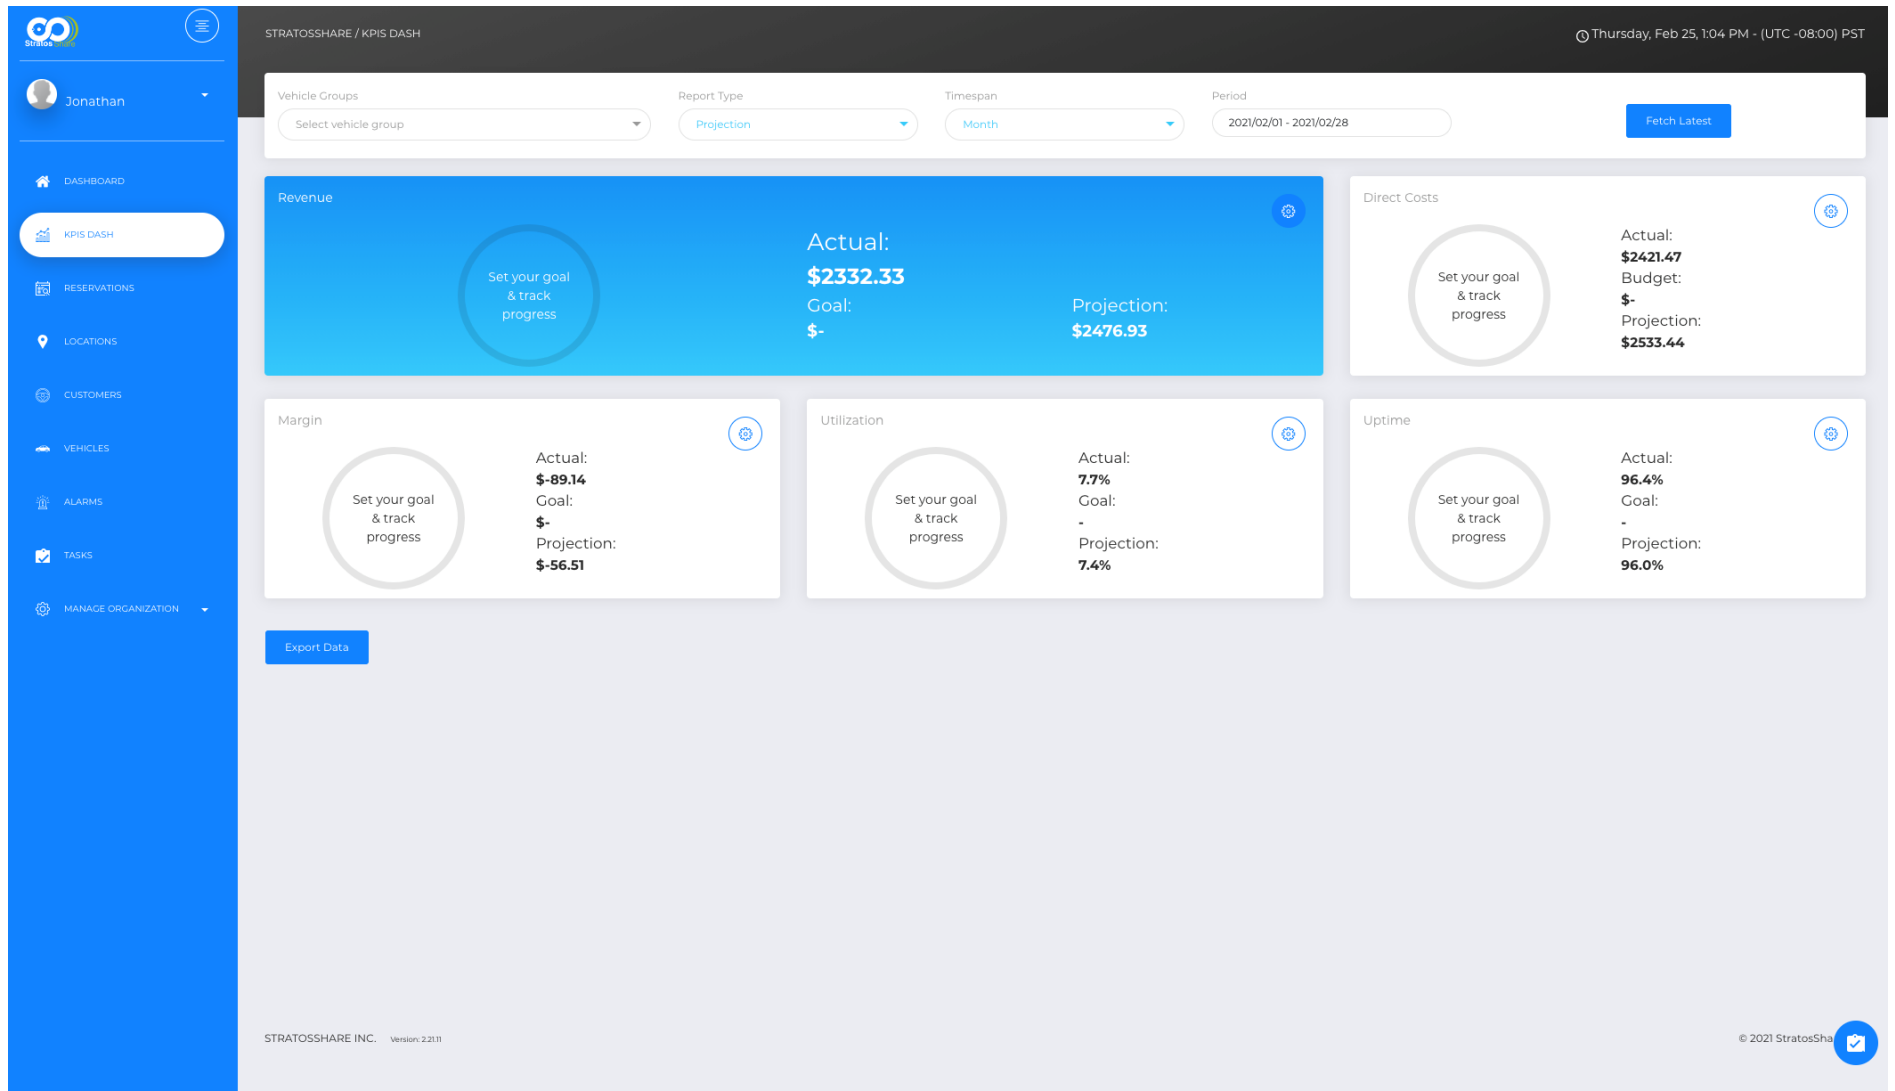 Stratos Share
STRATOSSHARE / KPIS DASH
Thursday, Feb 25, 1:04 PM - (UTC -08:00) PST
Jonathan
DASHBOARD
KPIS DASH
RESERVATIONS
LOCATIONS
CUSTOMERS
VEHICLES
ALARMS
TASKS
MANAGE ORGANIZATION
Vehicle Groups
Select vehicle group
Report Type
Projection
Timespan
Month
Period
2021/02/01 - 2021/02/28
Fetch Latest
Revenue
Set your goal
& track
progress
Actual:
$2332.33
Goal:
$-
Projection:
$2476.93
Direct Costs
Set your goal
& track
progress
Actual:
$2421.47
Budget:
$-
Projection:
$2533.44
Margin
Set your goal
& track
progress
Actual:
$-89.14
Goal:
$-
Projection:
$-56.51
Utilization
Set your goal
& track
progress
Actual:
7.7%
Goal:
-
Projection:
7.4%
Uptime
Set your goal
& track
progress
Actual:
96.4%
Goal:
-
Projection:
96.0%
Export Data
STRATOSSHARE INC. Version: 2.21.11
© 2021 StratosSha